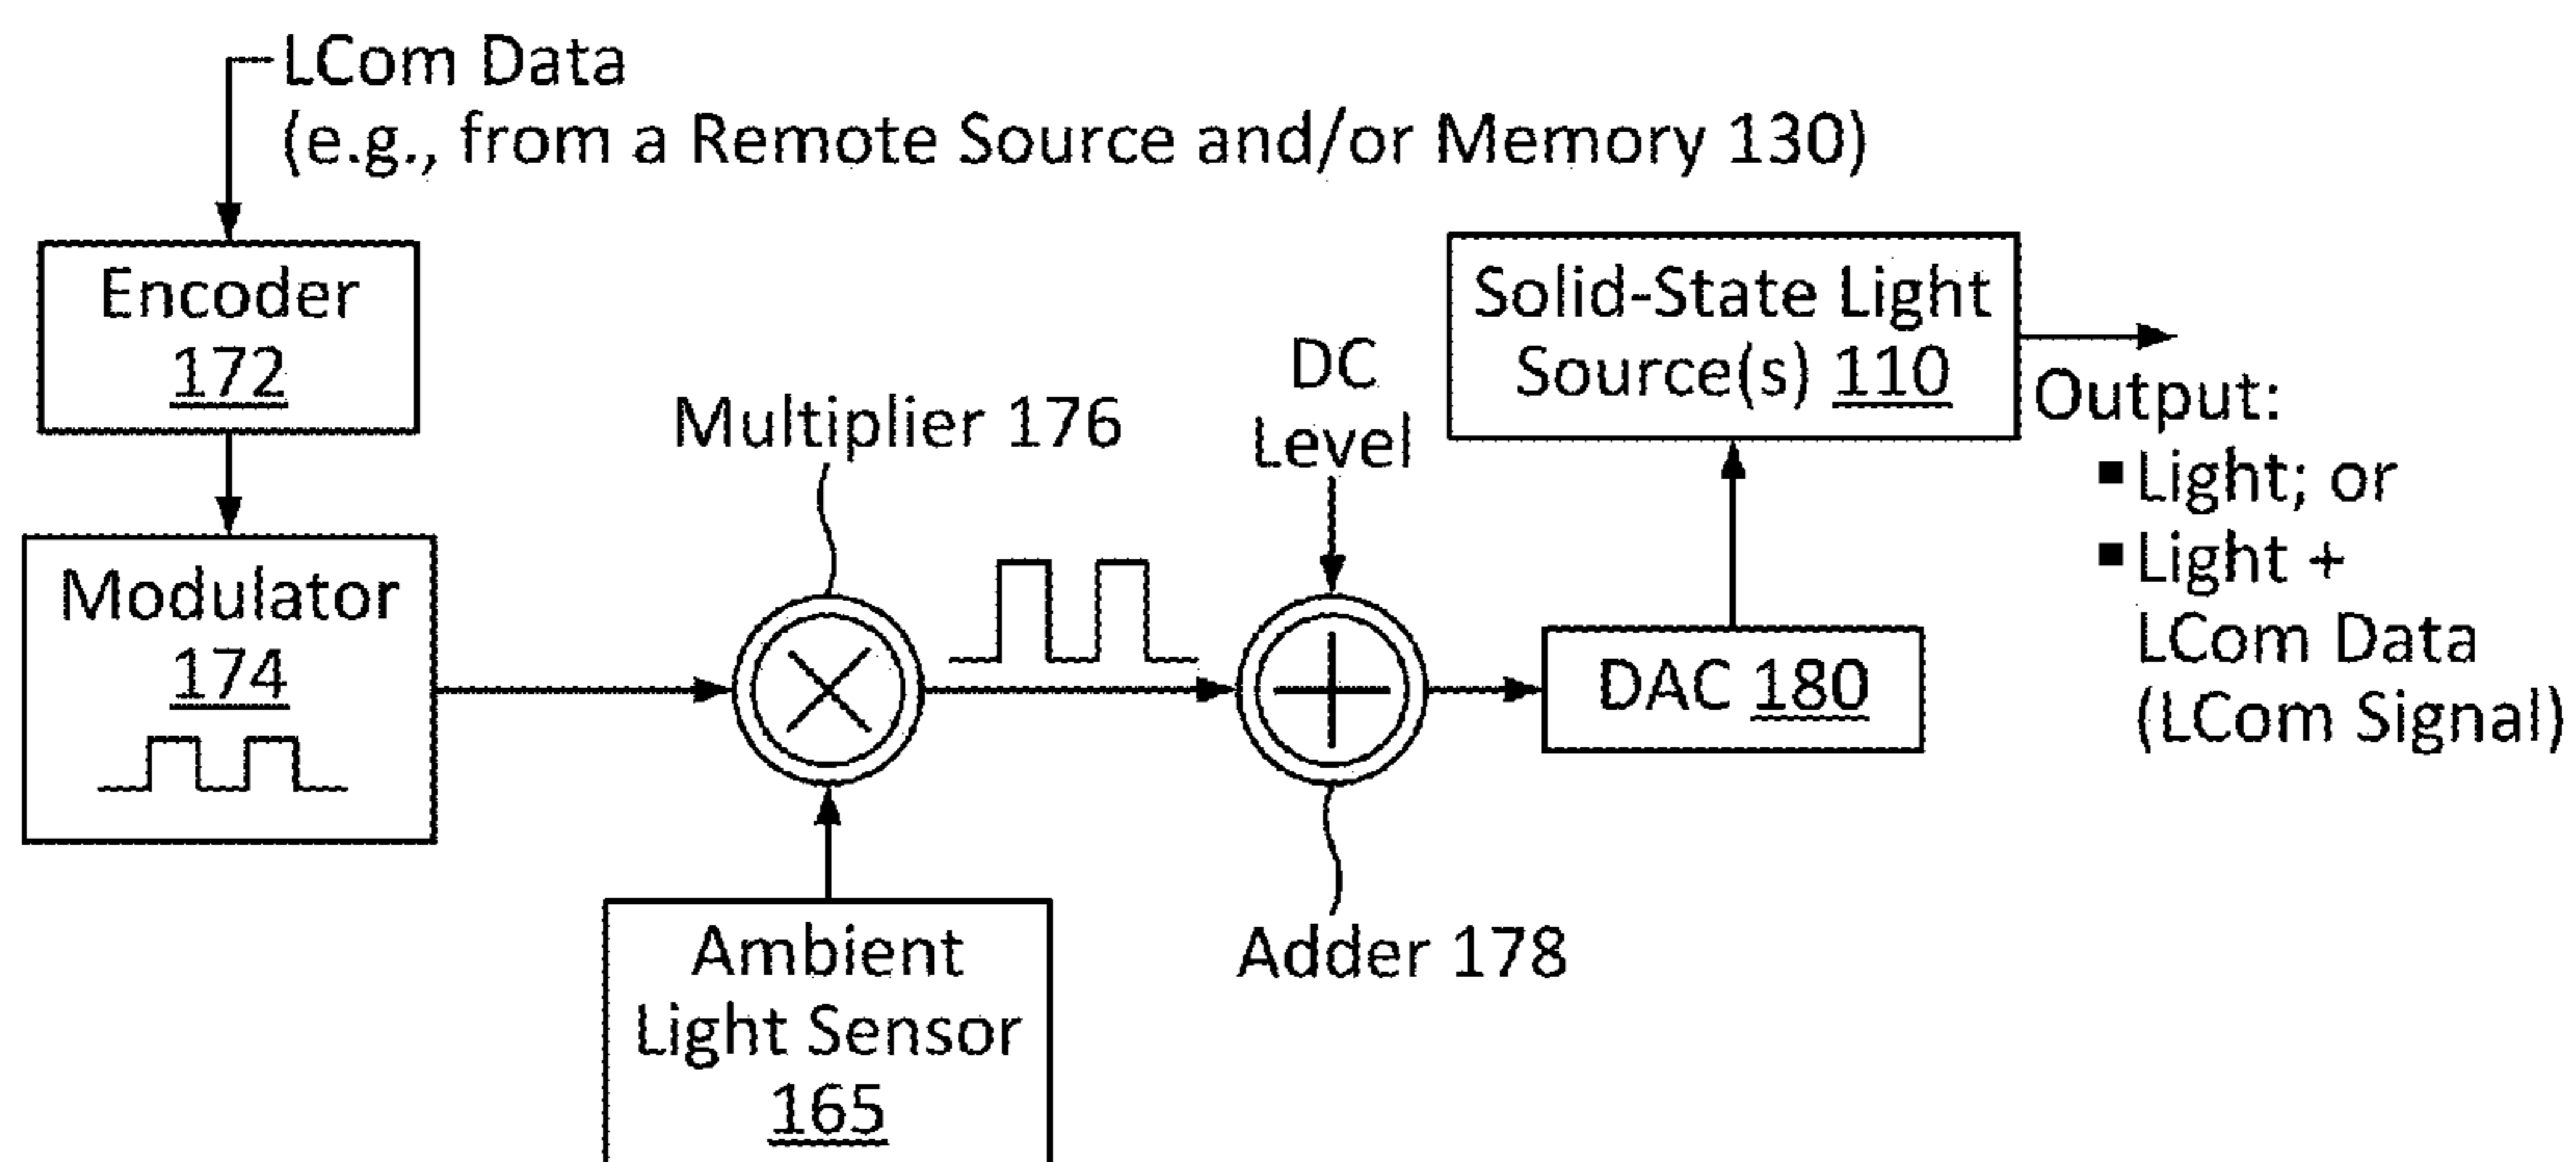 LCom Data
(e.g., from a Remote Source and/or Memory 130)
Encoder
172
Modulator
174
Multiplier 176
Ambient
Light Sensor
165
DC
Level
Adder 178
DAC 180
Solid-State Light
Source(s) 110
Output:
▪ Light; or
▪ Light +
LCom Data
(LCom Signal)